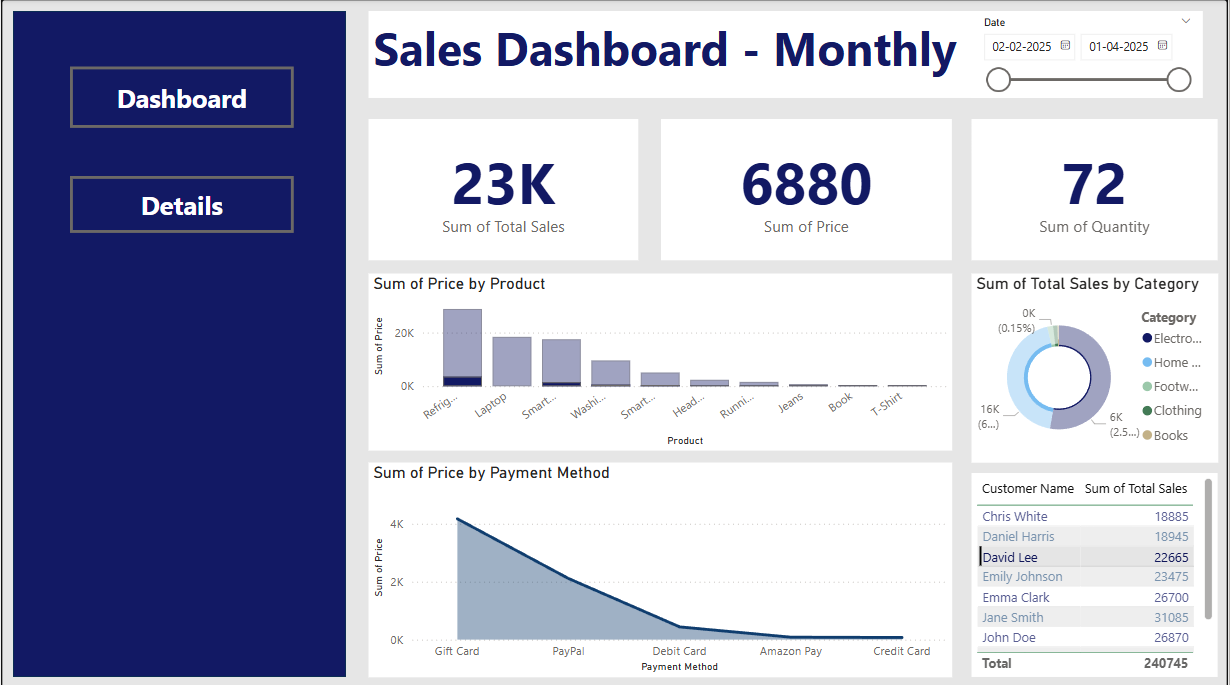 Dashboard
Details
Sales Dashboard - Monthly
Date
02-02-2025
01-04-2025
23K
Sum of Total Sales
6880
Sum of Price
72
Sum of Quantity
Sum of Price by Product
Sum of Price
20K
0K
Refrig...
Laptop
Smart...
Washi...
Smart...
Head...
Runni...
Jeans
Book
T-Shirt
Product
Sum of Total Sales by Category
0K
(0.15%)
16K
(6...)
6K
(2.5...)
Category
Electro...
Home ...
Footw...
Clothing
Books
Sum of Price by Payment Method
Sum of Price
4K
2K
0K
Gift Card
PayPal
Debit Card
Amazon Pay
Credit Card
Payment Method
Customer Name Sum of Total Sales
Chris White 18885
Daniel Harris 18945
David Lee 22665
Emily Johnson 23475
Emma Clark 26700
Jane Smith 31085
John Doe 26870
Total 240745